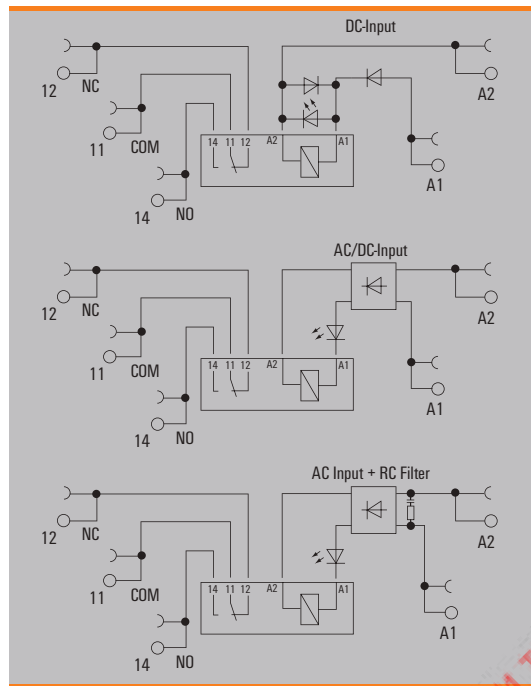 DC-Input
12 NC
A2
11 COM
14 11 12 A2 A1
14 NO
A1
AC/DC-Input
12 NC
A2
11 COM
14 11 12 A2 A1
14 NO
A1
AC Input + RC Filter
12 NC
A2
11 COM
14 11 12 A2 A1
14 NO
A1